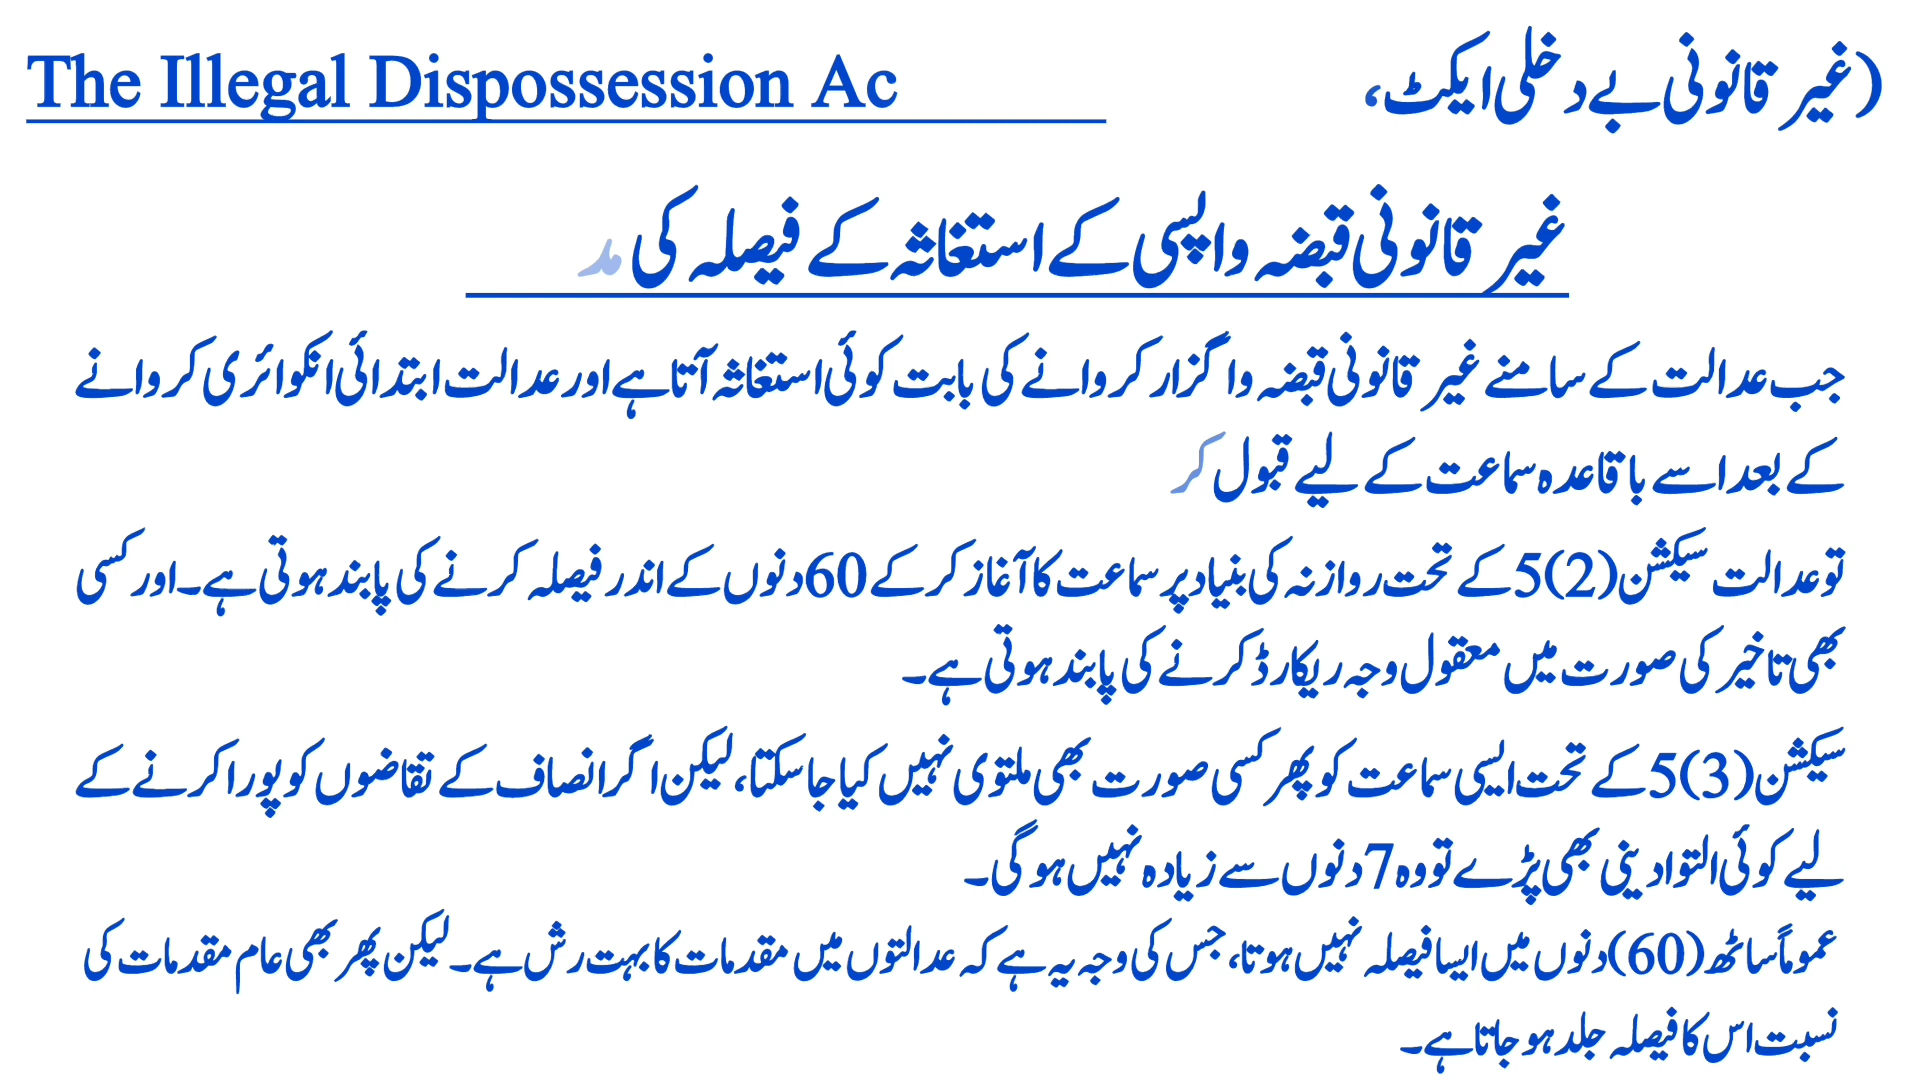 The Illegal Dispossession Ac
(غیر قانونی بے دخلی ایکٹ،
غیر قانونی قبضہ واپسی کے استغاثہ کے فیصلہ کی مد
جب عدالت کے سامنے غیر قانونی قبضہ واگزار کروانے کی بابت کوئی استغاثہ آتا ہے اور عدالت ابتدائی انکوائری کروانے
کے بعد اسے باقاعدہ سماعت کے لیے قبول کر
تو عدالت سیکشن(2)5 کے تحت روازنہ کی بنیاد پر سماعت کا آغاز کر کے 60 دنوں کے اندر فیصلہ کرنے کی پابند ہوتی ہے۔ اور کسی
بھی تاخیر کی صورت میں معقول وجہ ریکارڈ کرنے کی پابند ہوتی ہے۔
سیکشن(3)5 کے تحت ایسی سماعت کو پھر کسی صورت بھی ملتوی نہیں کیا جا سکتا، لیکن اگر انصاف کے تقاضوں کو پورا کرنے کے
لیے کوئی التوا دینی بھی پڑے تو وہ 7 دنوں سے زیادہ نہیں ہو گی۔
عموماً ساٹھ (60) دنوں میں ایسا فیصلہ نہیں ہوتا، جس کی وجہ یہ ہے کہ عدالتوں میں مقدمات کا بہت رش ہے۔ لیکن پھر بھی عام مقدمات کی
نسبت اس کا فیصلہ جلد ہو جاتا ہے۔